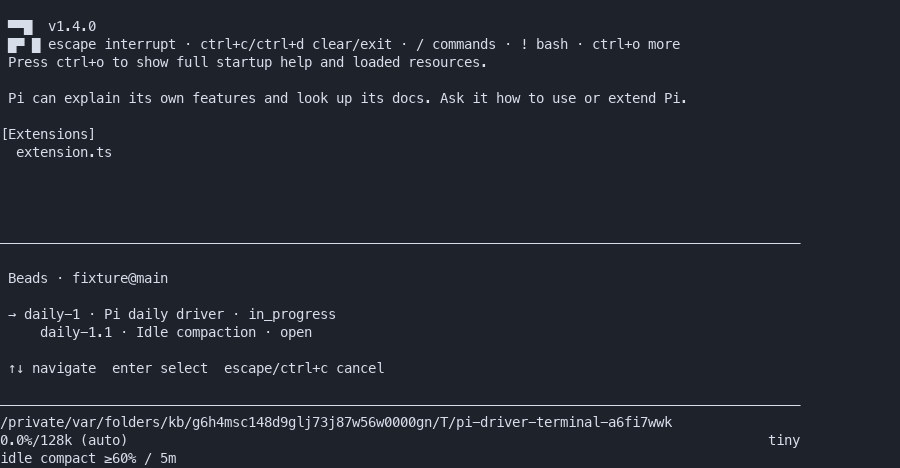 v1.4.0
escape interrupt · ctrl+c/ctrl+d clear/exit · / commands · ! bash · ctrl+o more
Press ctrl+o to show full startup help and loaded resources.
Pi can explain its own features and look up its docs. Ask it how to use or extend Pi.
[Extensions]
extension.ts
Beads · fixture@main
→ daily-1 · Pi daily driver · in_progress
daily-1.1 · Idle compaction · open
↑↓ navigate  enter select  escape/ctrl+c cancel
/private/var/folders/kb/g6h4msc148d9glj73j87w56w0000gn/T/pi-driver-terminal-a6fi7wwk
0.0%/128k (auto) tiny
idle compact ≥60% / 5m